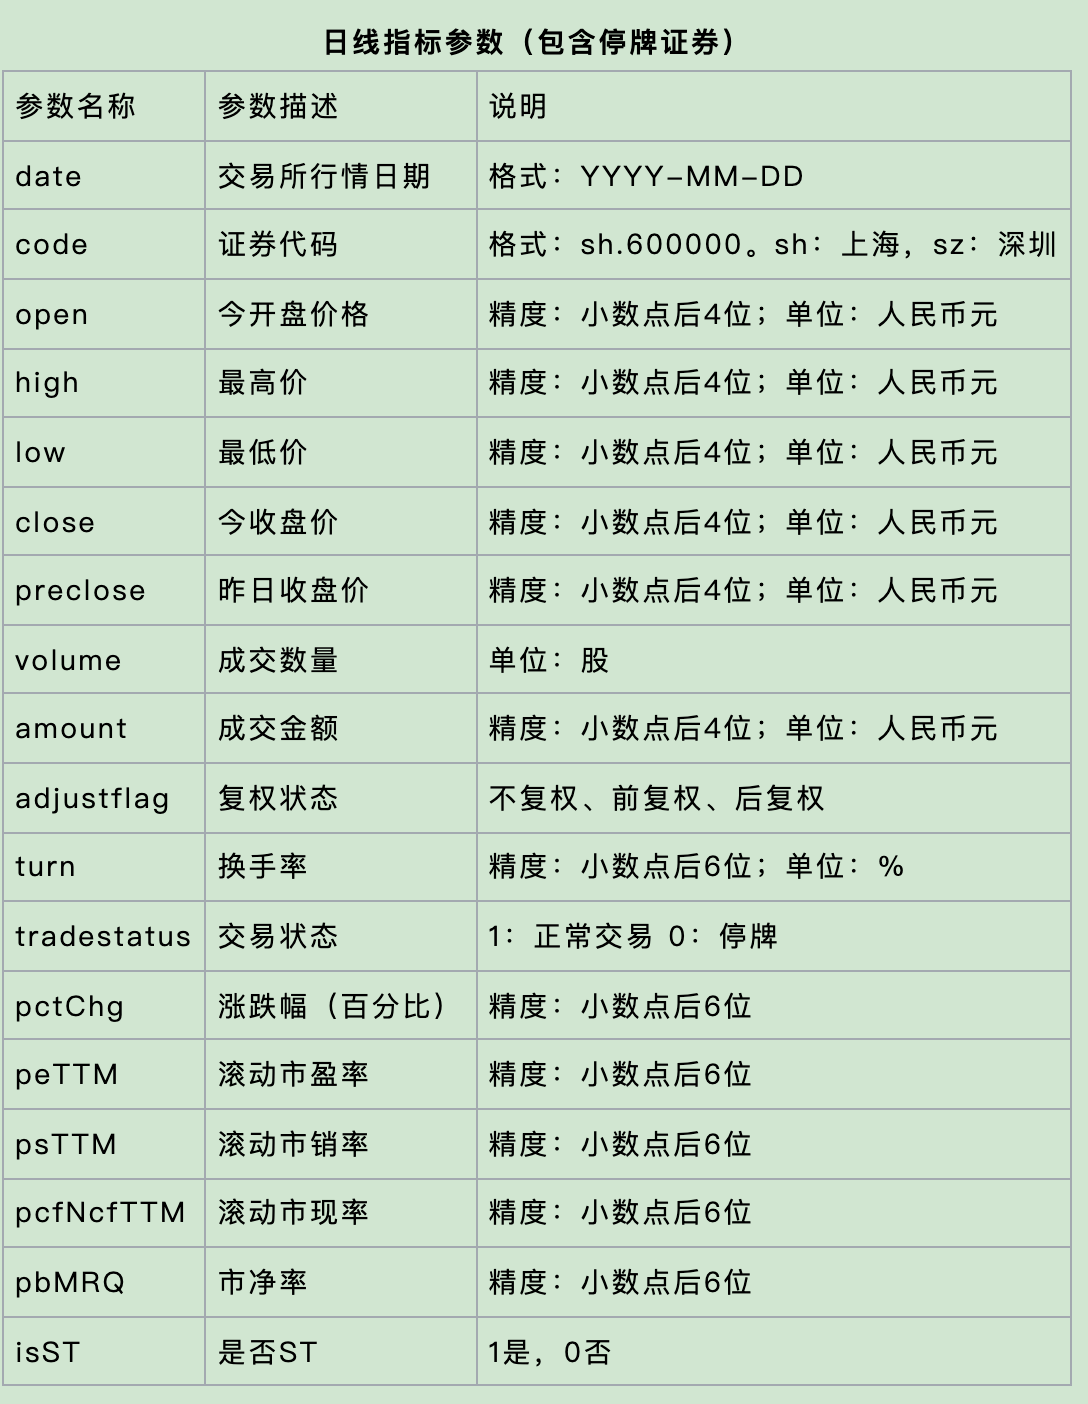 日线指标参数（包含停牌证券）
参数名称 参数描述 说明
date 交易所行情日期 格式：YYYY-MM-DD
code 证券代码 格式：sh.600000。sh：上海，sz：深圳
open 今开盘价格 精度：小数点后4位；单位：人民币元
high 最高价 精度：小数点后4位；单位：人民币元
low 最低价 精度：小数点后4位；单位：人民币元
close 今收盘价 精度：小数点后4位；单位：人民币元
preclose 昨日收盘价 精度：小数点后4位；单位：人民币元
volume 成交数量 单位：股
amount 成交金额 精度：小数点后4位；单位：人民币元
adjustflag 复权状态 不复权、前复权、后复权
turn 换手率 精度：小数点后6位；单位：%
tradestatus 交易状态 1：正常交易 0：停牌
pctChg 涨跌幅（百分比） 精度：小数点后6位
peTTM 滚动市盈率 精度：小数点后6位
psTTM 滚动市销率 精度：小数点后6位
pcfNcfTTM 滚动市现率 精度：小数点后6位
pbMRQ 市净率 精度：小数点后6位
isST 是否ST 1是，0否